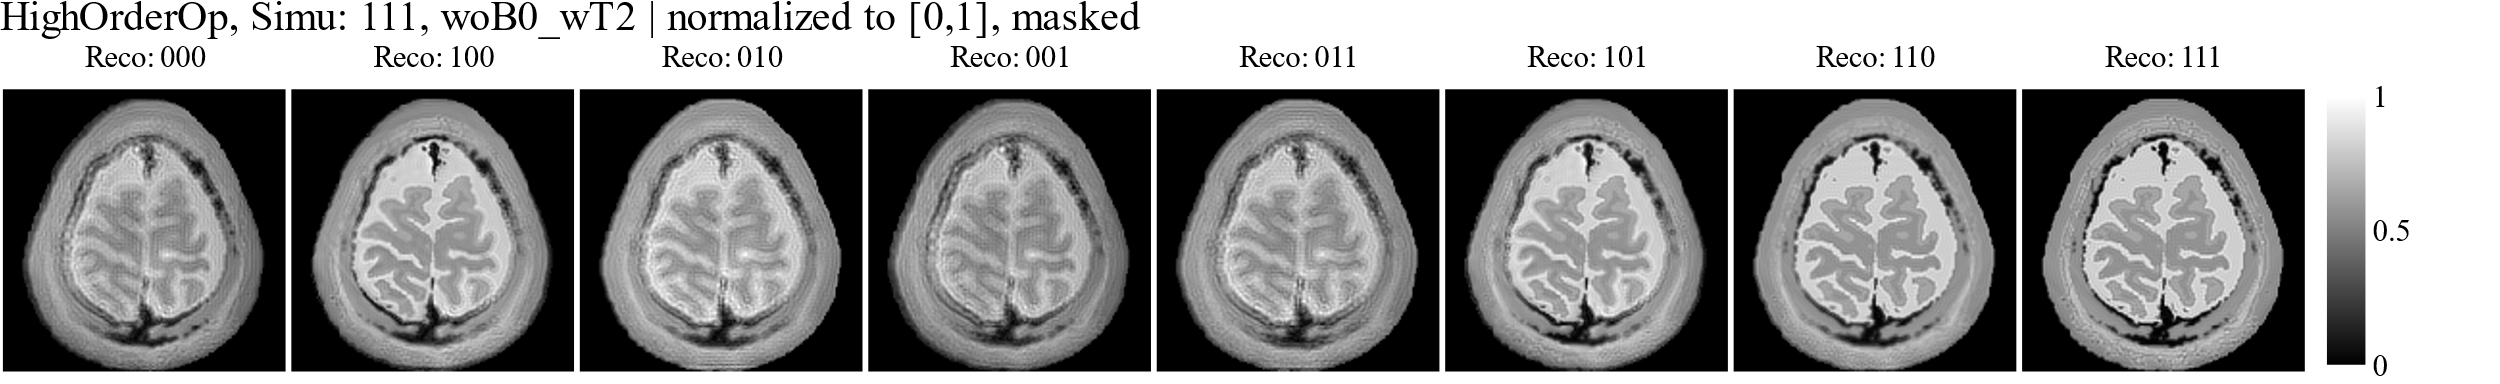 HighOrderOp, Simu: 111, woB0_wT2 | normalized to [0,1], masked
Reco: 000 Reco: 100 Reco: 010 Reco: 001 Reco: 011 Reco: 101 Reco: 110 Reco: 111
1
0.5
0